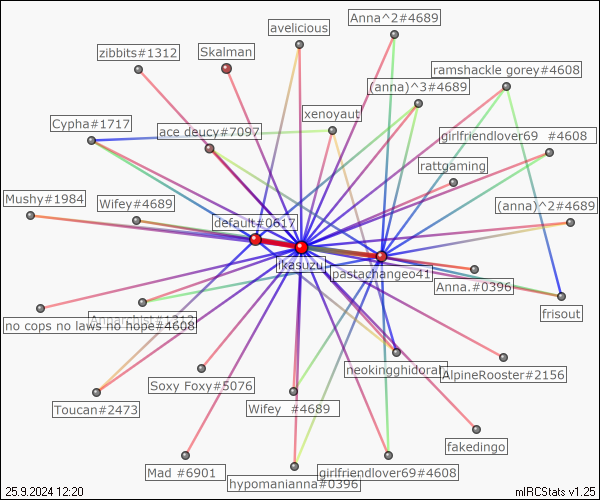 avelicious
Anna^2#4689
zibbits#1312
Skalman
ramshackle gorey#4608
(anna)^3#4689
xenoyaut
Cypha#1717
ace deucy#7097
girlfriendlover69 #4608
rattgaming
Mushy#1984
Wifey#4689
(anna)^2#4689
default#0617
ikasuzu
pastachangeo41
Anna.#0396
frisout
no cops no laws no hope#4608
neokingghidorah
AlpineRooster#2156
Soxy Foxy#5076
Toucan#2473
Wifey #4689
fakedingo
Mad #6901
hypomanianna#0396
girlfriendlover69#4608
25.9.2024 12:20
mIRCStats v1.25